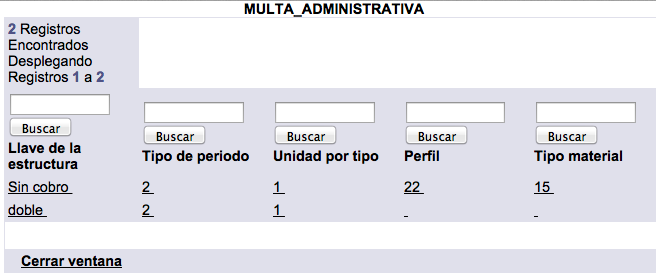 MULTA_ADMINISTRATIVA
2 Registros
Encontrados
Desplegando
Registros 1 a 2
Buscar Buscar Buscar Buscar Buscar
Llave de la
estructura Tipo de periodo Unidad por tipo Perfil Tipo material
Sin cobro 2 1 22 15
doble 2 1
Cerrar ventana